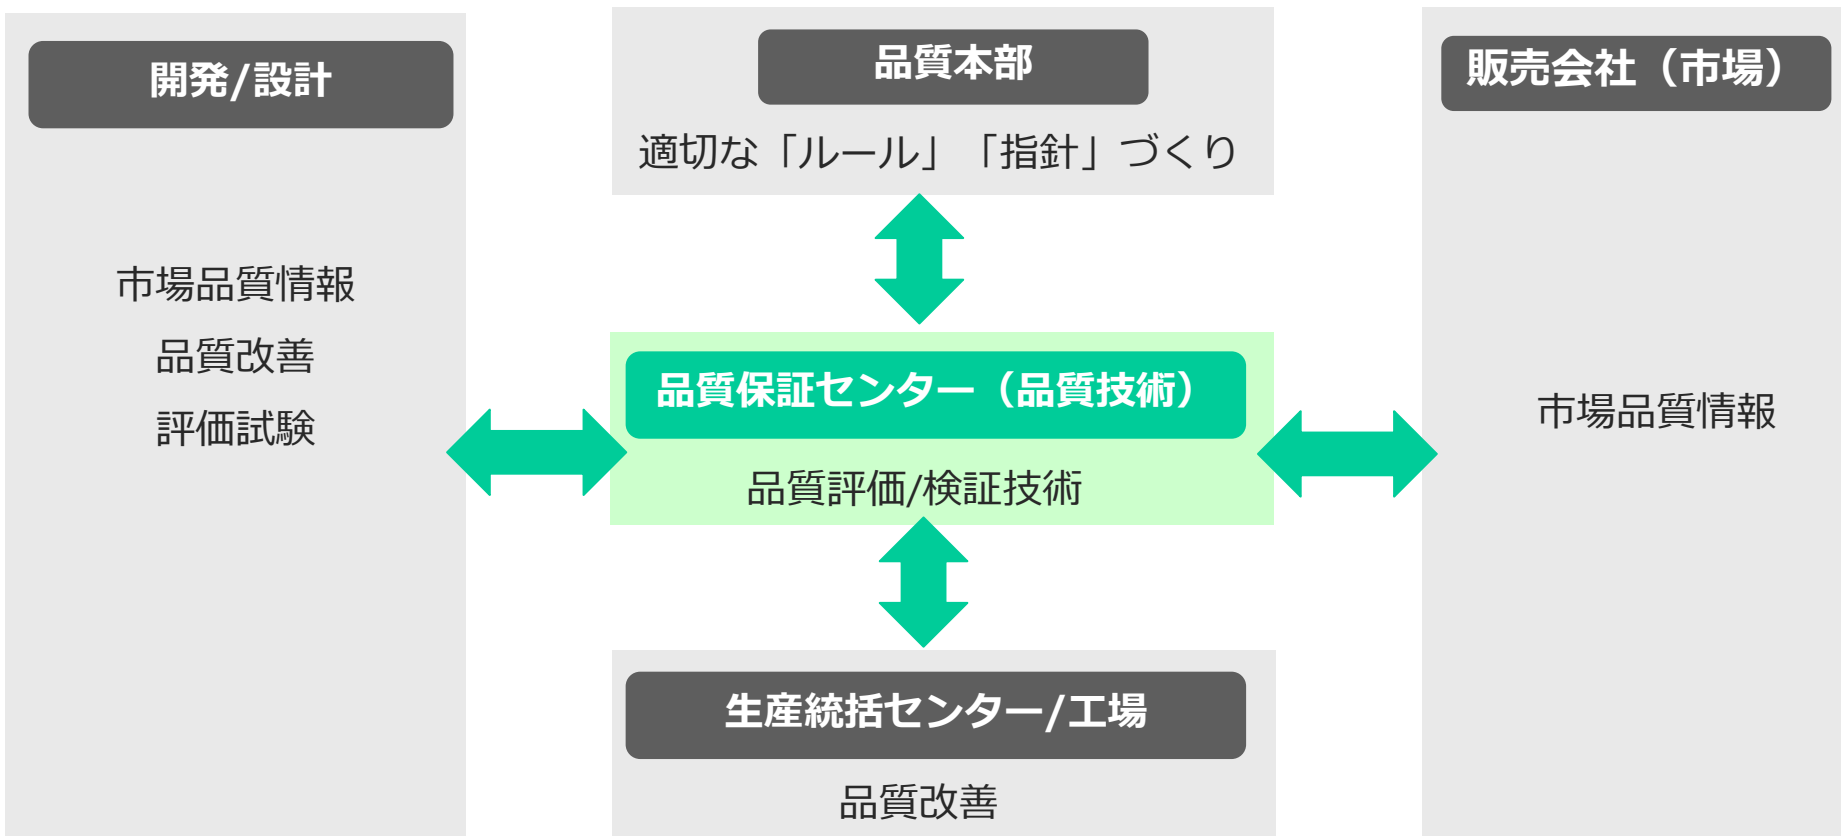 開発/設計
市場品質情報
品質改善
評価試験
品質本部
適切な「ルール」「指針」づくり
品質保証センター（品質技術）
品質評価/検証技術
生産統括センター/工場
品質改善
販売会社（市場）
市場品質情報